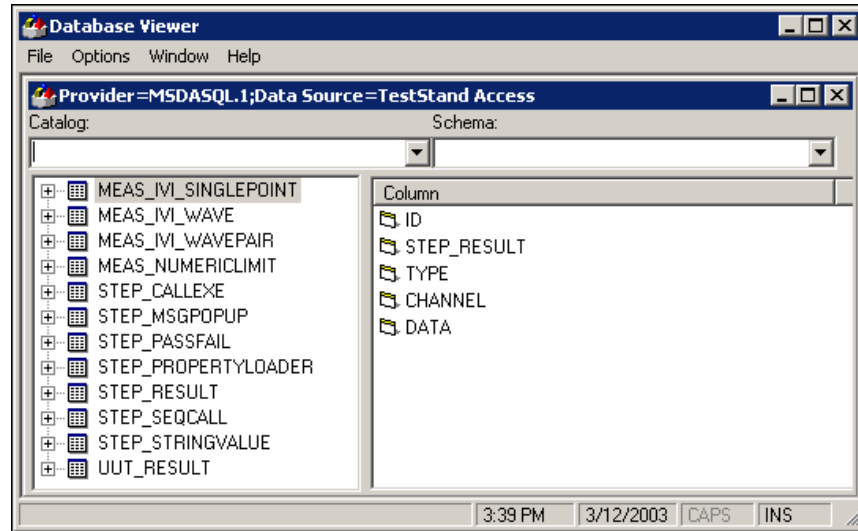 Database Viewer
File Options Window Help
Provider=MSDASQL.1;Data Source=TestStand Access
Catalog: Schema:
MEAS_IVI_SINGLEPOINT
MEAS_IVI_WAVE
MEAS_IVI_WAVEPAIR
MEAS_NUMERICLIMIT
STEP_CALLEXE
STEP_MSGPOPUP
STEP_PASSFAIL
STEP_PROPERTYLOADER
STEP_RESULT
STEP_SEQCALL
STEP_STRINGVALUE
UUT_RESULT
Column
ID
STEP_RESULT
TYPE
CHANNEL
DATA
3:39 PM 3/12/2003 CAPS INS